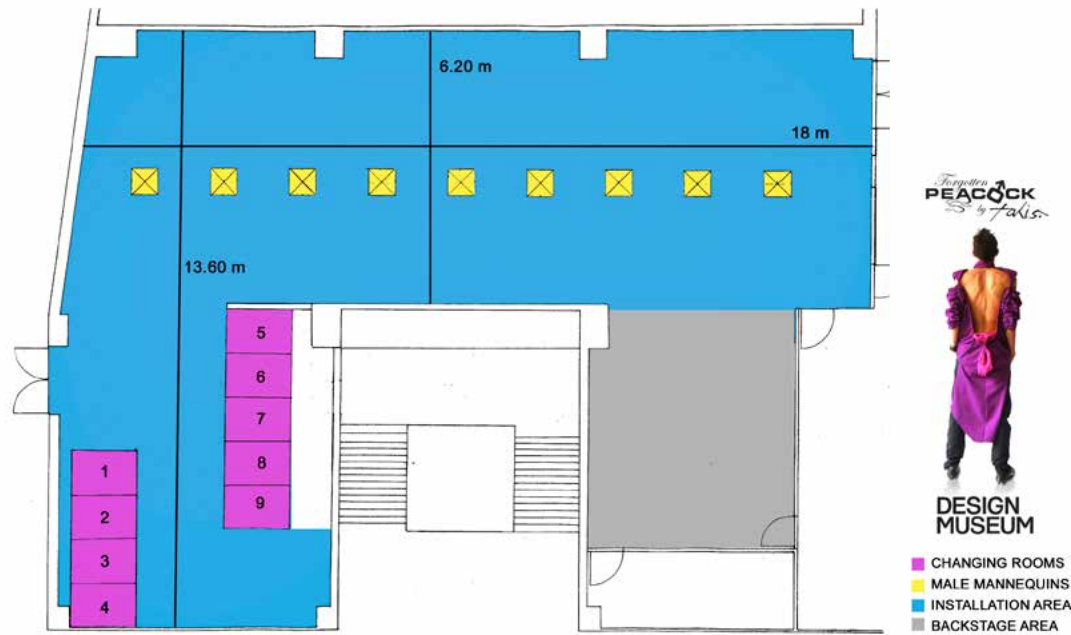 6.20 m
18 m
13.60 m
5
6
7
8
9
1
2
3
4
Forgotten
PEACOCK
by takis.
DESIGN
MUSEUM
CHANGING ROOMS
MALE MANNEQUINS
INSTALLATION AREA
BACKSTAGE AREA